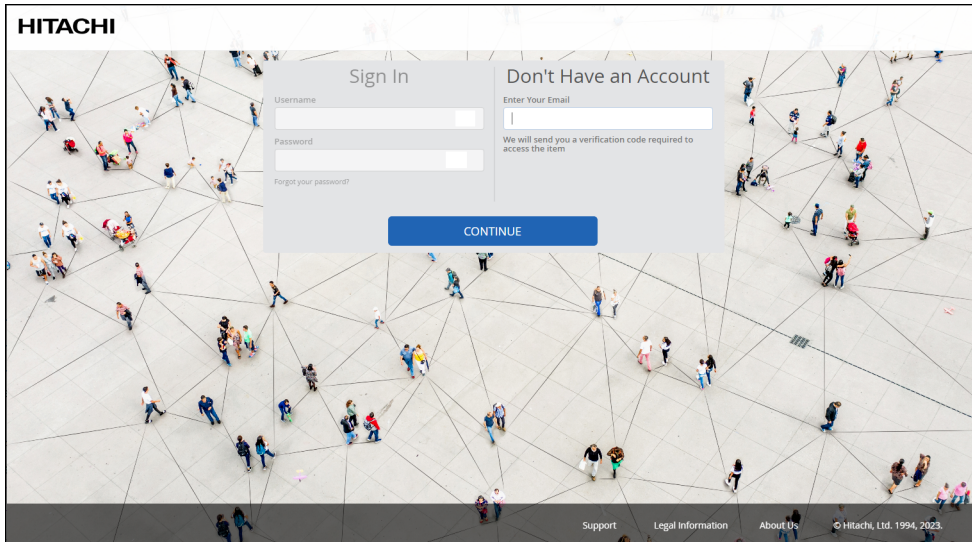 HITACHI
Sign In
Username
Password
Forgot your password?
Don't Have an Account
Enter Your Email
We will send you a verification code required to
access the item
CONTINUE
Support Legal Information About Us © Hitachi, Ltd. 1994, 2023.